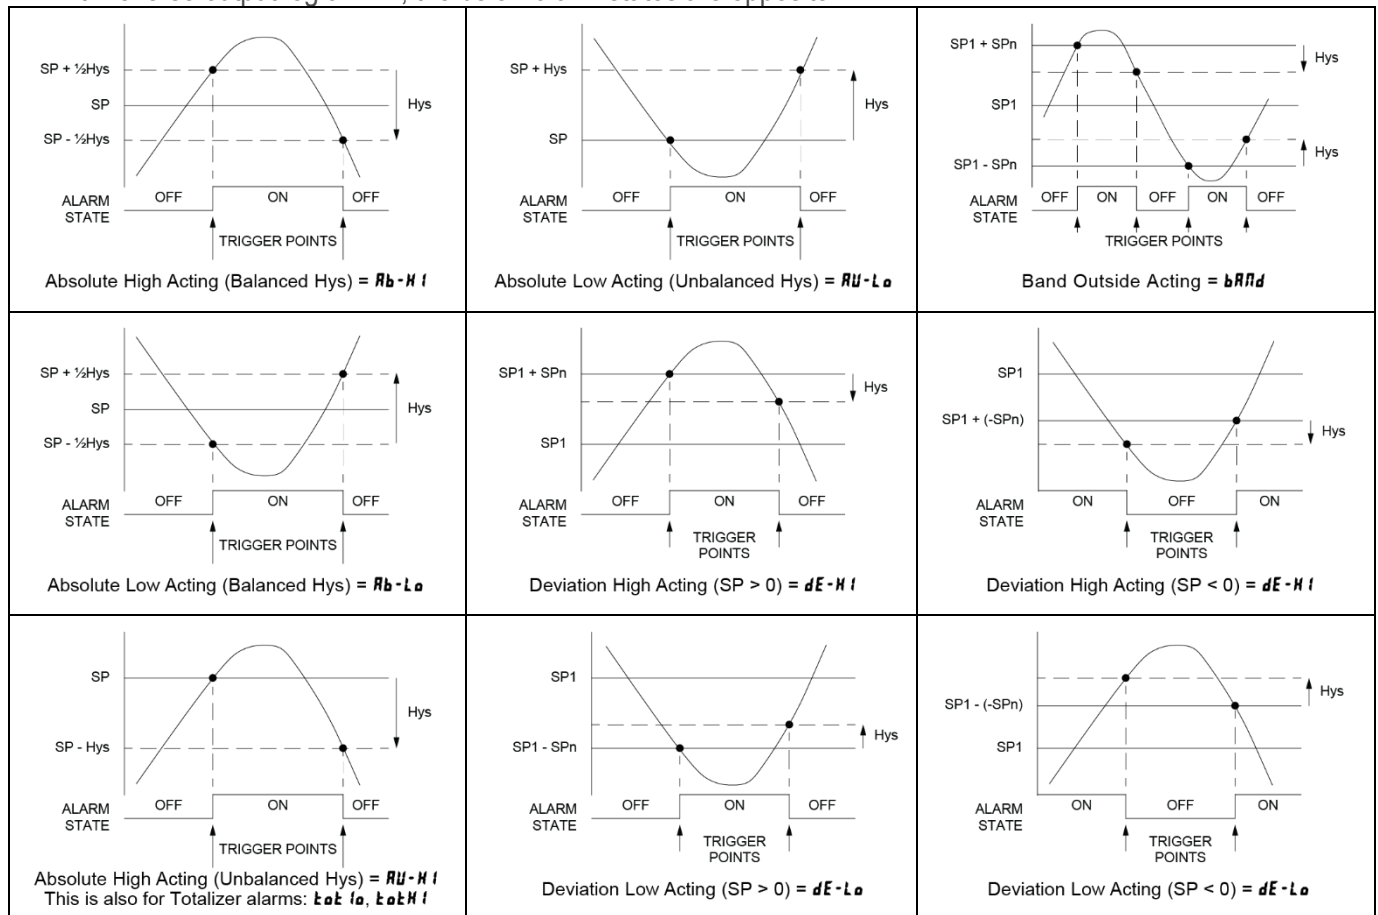 output
states are opposite
SP + ½Hys
SP
SP - ½Hys
Hys
ALARM
STATE
OFF ON OFF
TRIGGER POINTS
Absolute High Acting (Balanced Hys) = Ab-HI
SP + Hys
SP
Hys
ALARM
STATE
OFF ON OFF
TRIGGER POINTS
Absolute Low Acting (Unbalanced Hys) = AU-Lo
SP1 + SPn
Hys
SP1
Hys
SP1 - SPn
ALARM
STATE
OFF ON OFF ON OFF
TRIGGER POINTS
Band Outside Acting = bANd
SP + ½Hys
SP
SP - ½Hys
Hys
ALARM
STATE
OFF ON OFF
TRIGGER POINTS
Absolute Low Acting (Balanced Hys) = Ab-Lo
SP1 + SPn
Hys
SP1
ALARM
STATE
OFF ON OFF
TRIGGER
POINTS
Deviation High Acting (SP > 0) = dE-HI
SP1
SP1 + (-SPn)
Hys
ALARM
STATE
ON OFF ON
TRIGGER
POINTS
Deviation High Acting (SP < 0) = dE-HI
SP
Hys
SP - Hys
ALARM
STATE
OFF ON OFF
TRIGGER POINTS
Absolute High Acting (Unbalanced Hys) = AU-HI
This is also for Totalizer alarms: totlo, totHI
SP1
SP1 - SPn
Hys
ALARM
STATE
OFF ON OFF
TRIGGER
POINTS
Deviation Low Acting (SP > 0) = dE-Lo
Hys
SP1 - (-SPn)
SP1
ALARM
STATE
ON OFF ON
TRIGGER
POINTS
Deviation Low Acting (SP < 0) = dE-Lo